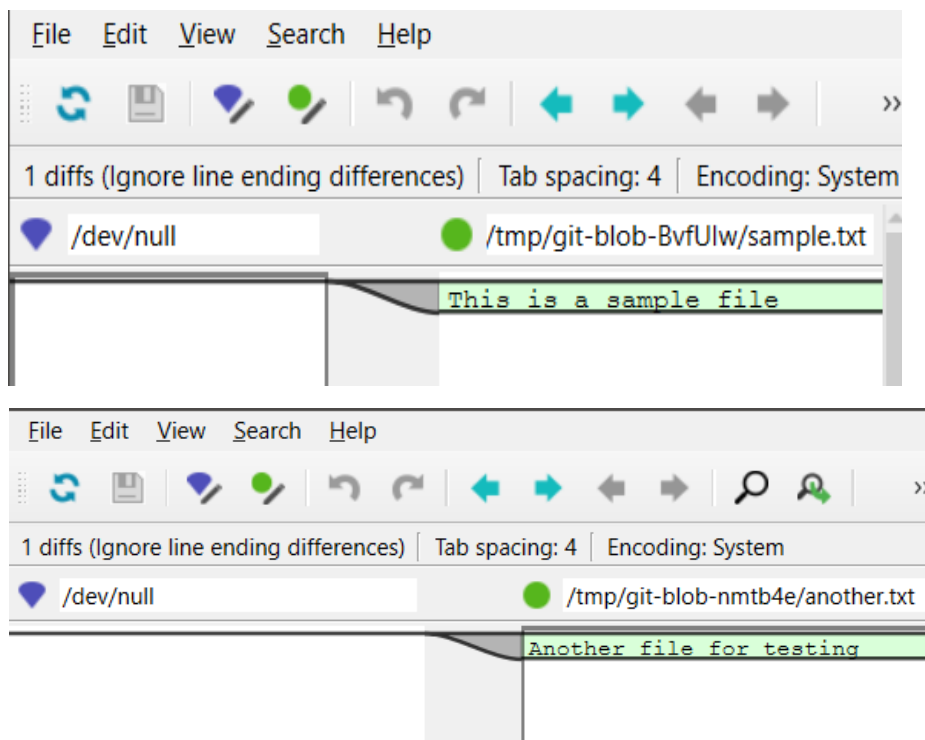 File Edit View Search Help
»
1 diffs (Ignore line ending differences) Tab spacing: 4 Encoding: System
/dev/null /tmp/git-blob-BvfUlw/sample.txt
This is a sample file
File Edit View Search Help
»
1 diffs (Ignore line ending differences) Tab spacing: 4 Encoding: System
/dev/null /tmp/git-blob-nmtb4e/another.txt
Another file for testing